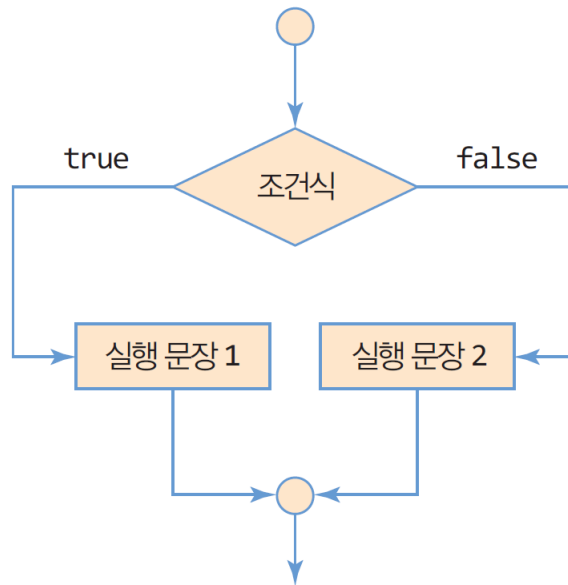 true
false
조건식
실행 문장 1
실행 문장 2